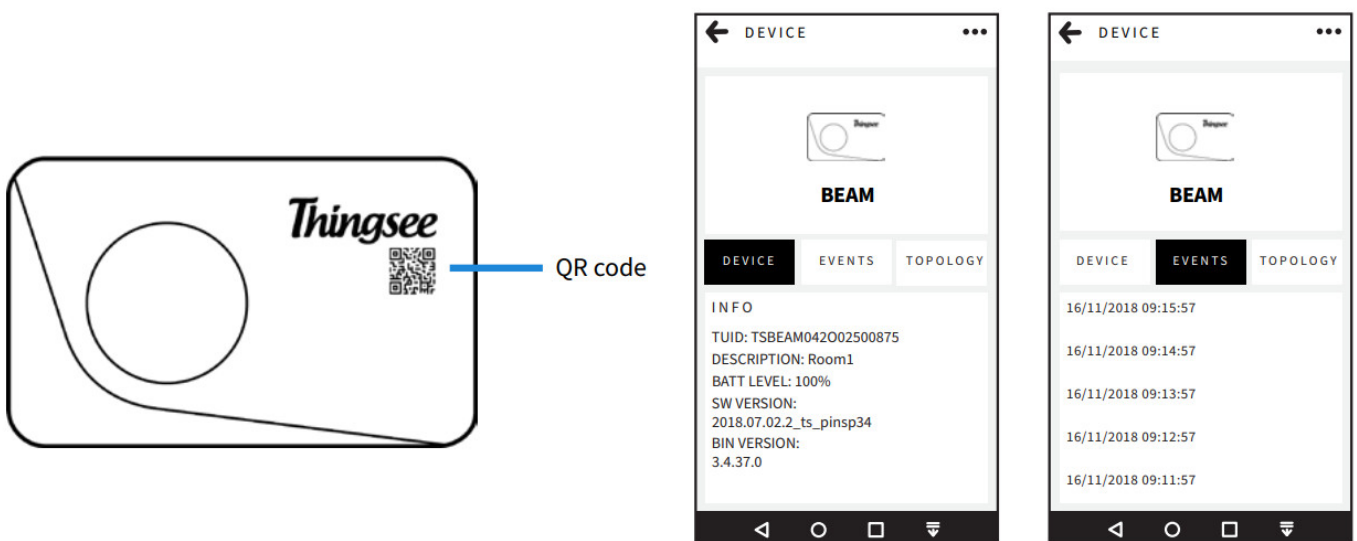 Thingsee
QR code
DEVICE
BEAM
DEVICE EVENTS TOPOLOGY
INFO
TUID: TSBEAM042O02500875
DESCRIPTION: Room1
BATT LEVEL: 100%
SW VERSION:
2018.07.02.2_ts_pinsp34
BIN VERSION:
3.4.37.0
DEVICE
BEAM
DEVICE EVENTS TOPOLOGY
16/11/2018 09:15:57
16/11/2018 09:14:57
16/11/2018 09:13:57
16/11/2018 09:12:57
16/11/2018 09:11:57